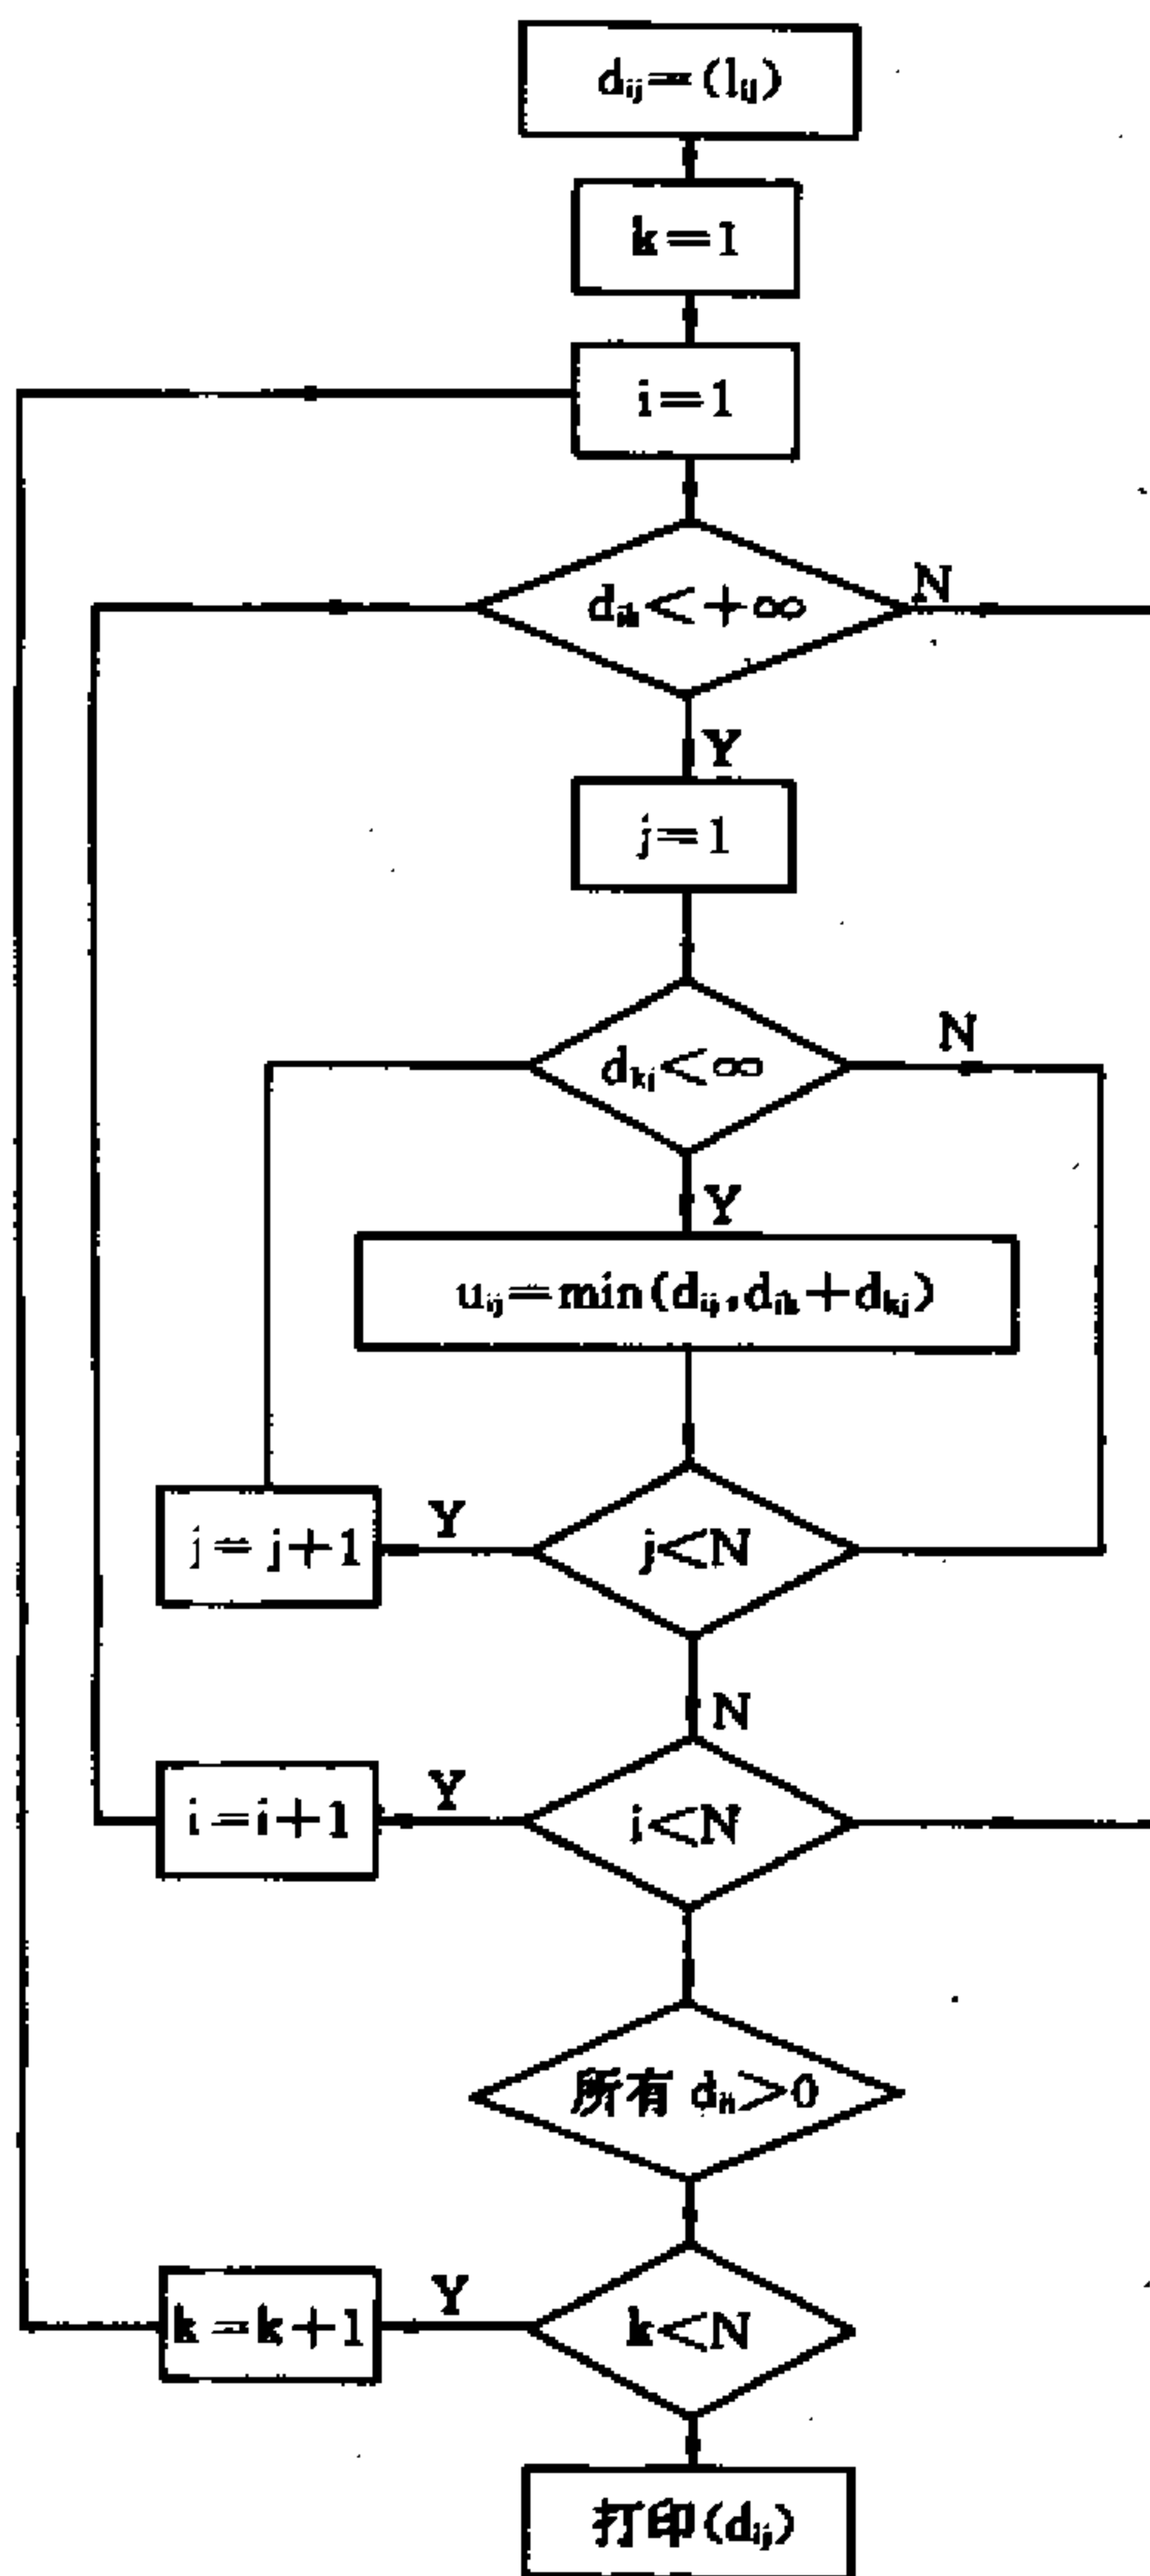 dᵢⱼ=(lᵢⱼ)
k=1
i=1
dᵢₖ<+∞
N
Y
j=1
dₖⱼ<∞
N
Y
uᵢⱼ=min(dᵢⱼ,dᵢₖ+dₖⱼ)
j=j+1
Y
j<N
N
i=i+1
Y
i<N
所有 dᵢᵢ>0
k=k+1
Y
k<N
打印(dᵢⱼ)